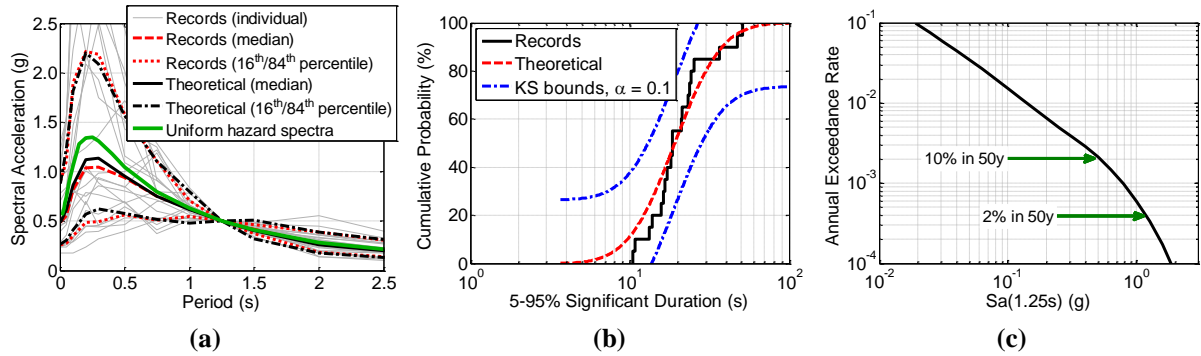 2.5
2.0
1.5
1.0
0.5
0
Spectral Acceleration (g)
Records (individual)
Records (median)
Records (16th/84th percentile)
Theoretical (median)
Theoretical (16th/84th percentile)
Uniform hazard spectra
0 0.5 1.0 1.5 2.0 2.5
Period (s)
(a)
100
80
60
40
20
0
Cumulative Probability (%)
Records
Theoretical
KS bounds, α = 0.1
10^0 10^1 10^2
5-95% Significant Duration (s)
(b)
10^-1
10^-2
10^-3
10^-4
Annual Exceedance Rate
10% in 50y
2% in 50y
10^-2 10^-1 10^0
Sa(1.25s) (g)
(c)